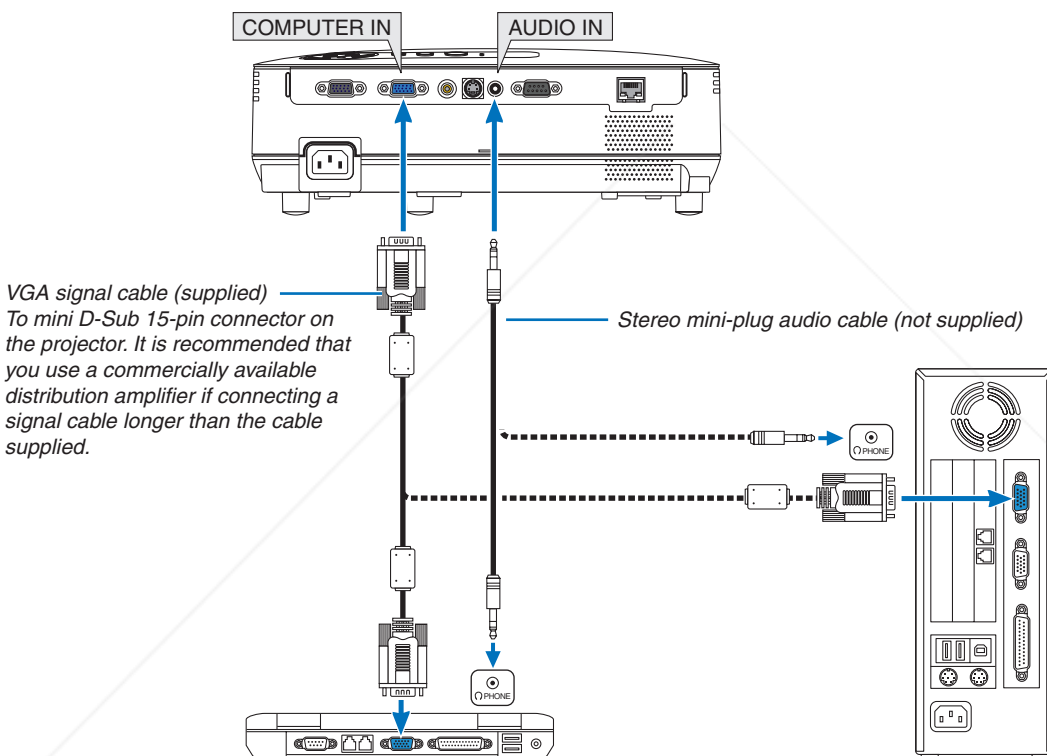 COMPUTER IN
AUDIO IN
VGA signal cable (supplied)
To mini D-Sub 15-pin connector on
the projector. It is recommended that
you use a commercially available
distribution amplifier if connecting a
signal cable longer than the cable
supplied.
Stereo mini-plug audio cable (not supplied)
PHONE
PHONE